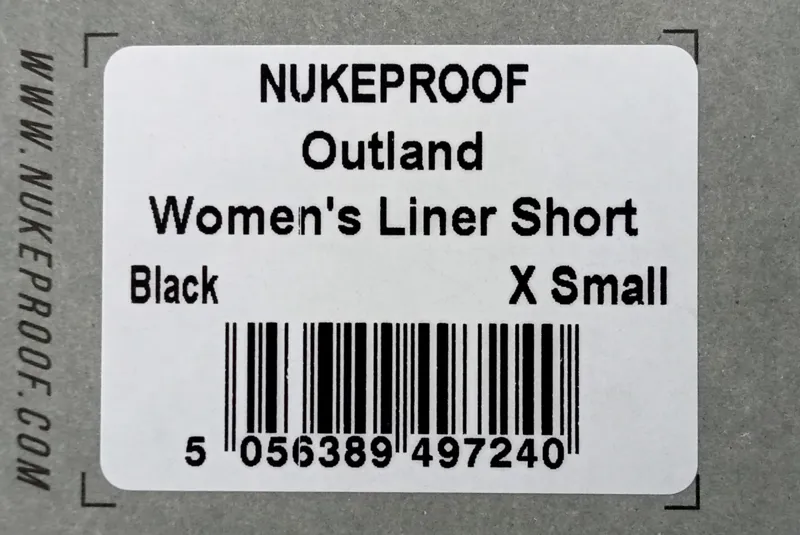 NUKEPROOF
Outland
Women's Liner Short
Black X Small
5 056389 497240
WWW.NUKEPROOF.COM